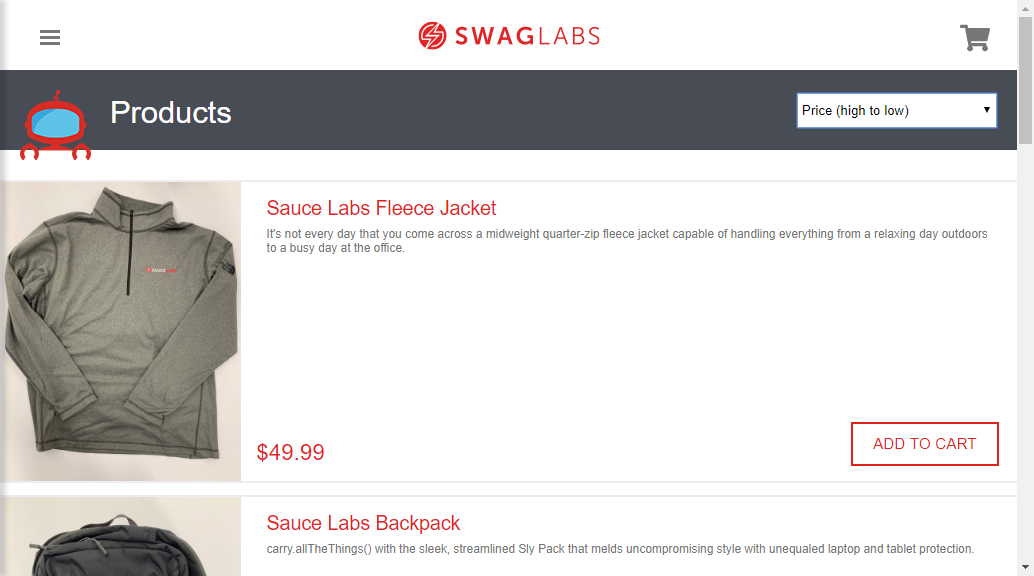 SWAGLABS
Products
Price (high to low)
Sauce Labs Fleece Jacket
It's not every day that you come across a midweight quarter-zip fleece jacket capable of handling everything from a relaxing day outdoors
to a busy day at the office.
SAUCE LABS
$49.99
ADD TO CART
Sauce Labs Backpack
carry.allTheThings() with the sleek, streamlined Sly Pack that melds uncompromising style with unequaled laptop and tablet protection.